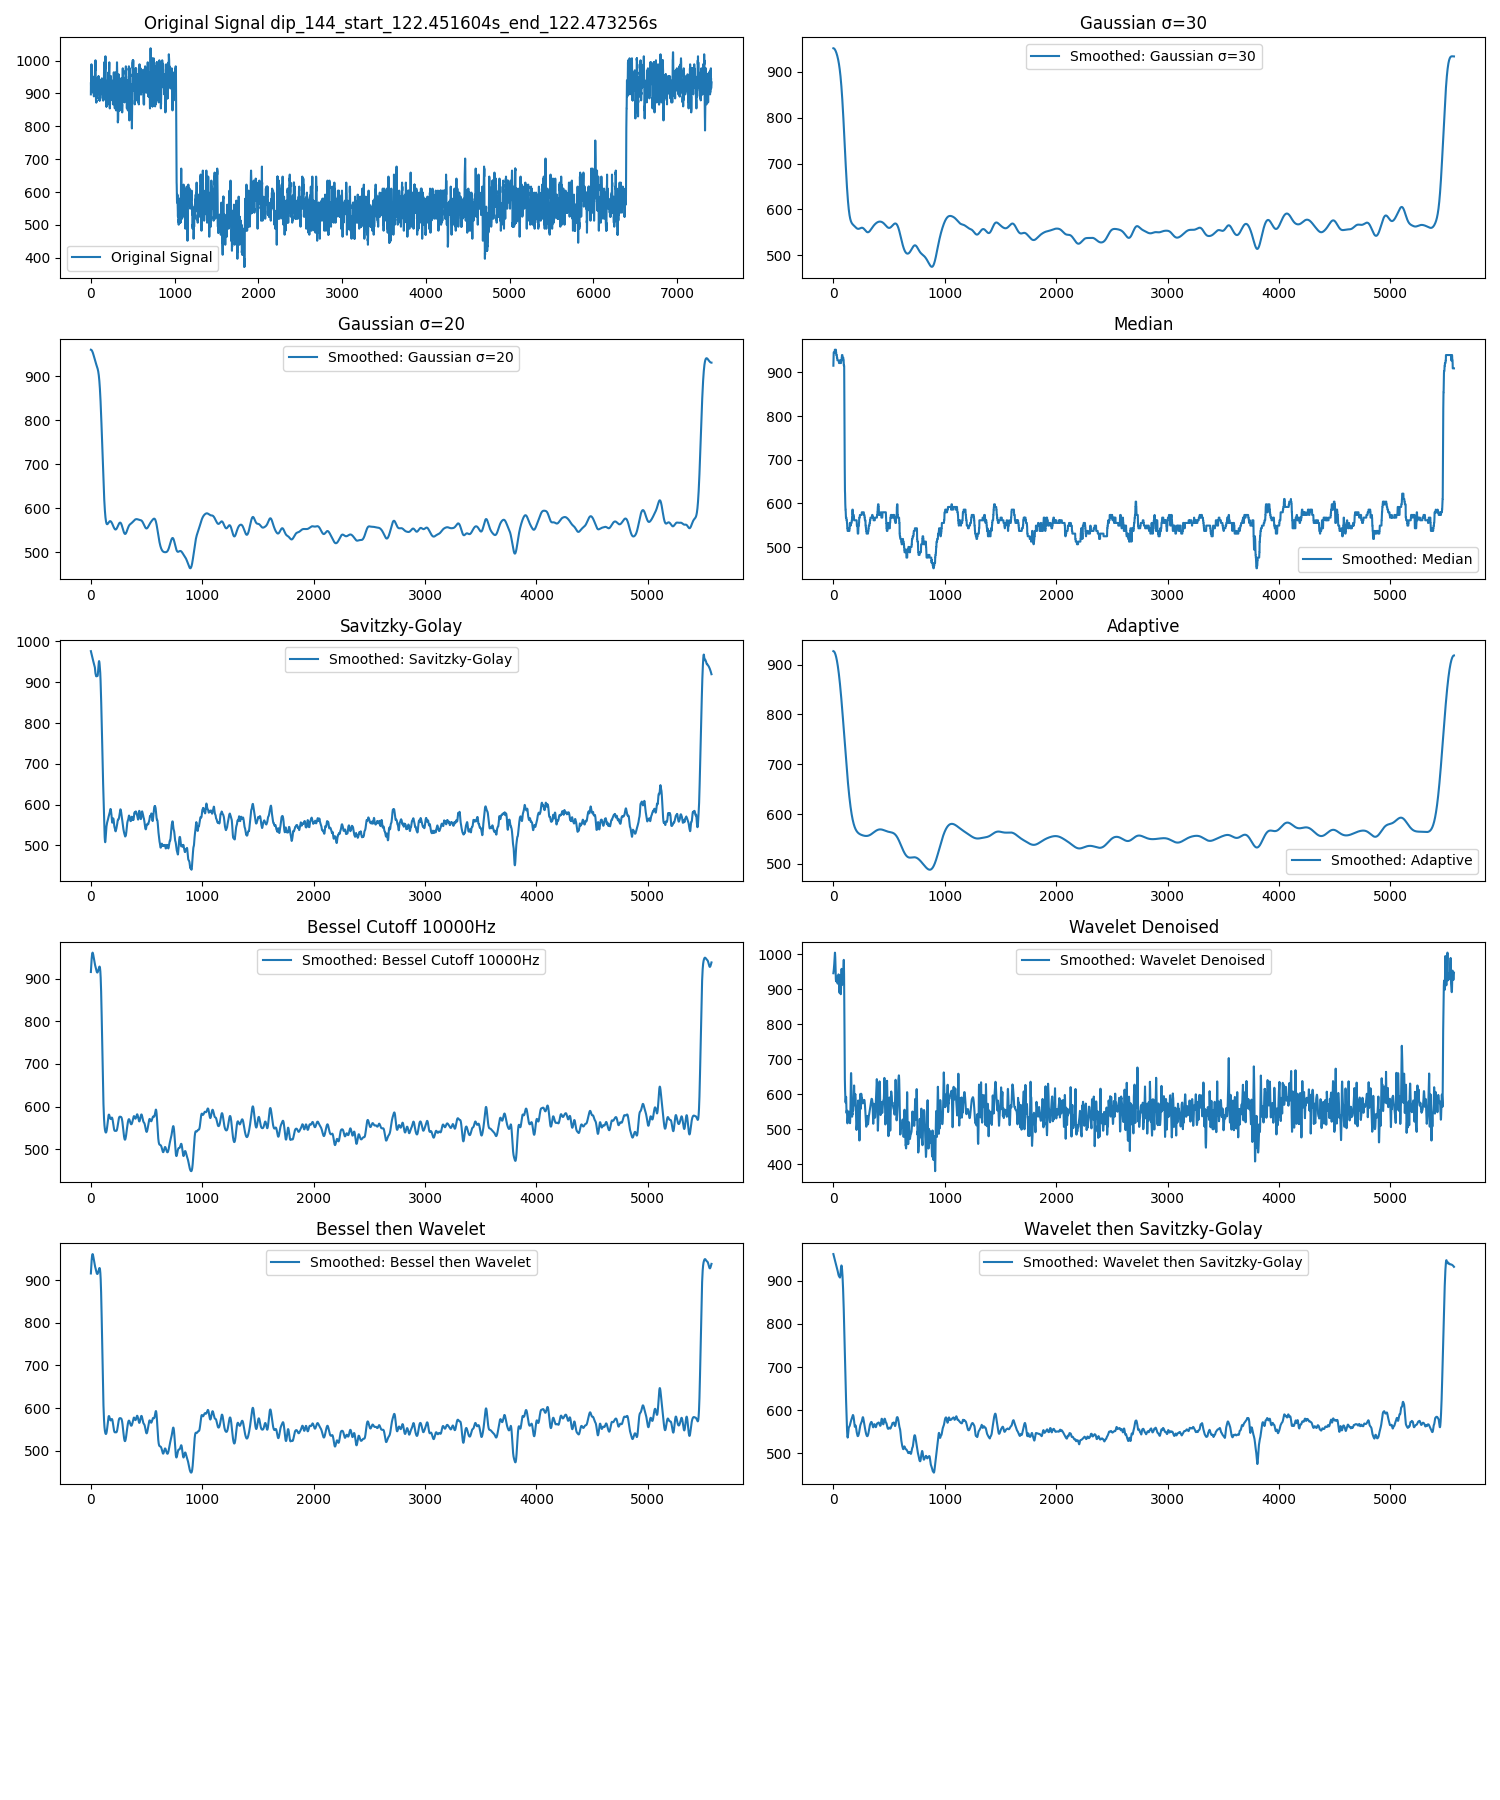 Original Signal dip_144_start_122.451604s_end_122.473256s
1000
900
800
700
600
500
400
Original Signal
0 1000 2000 3000 4000 5000 6000 7000
Gaussian σ=30
900
800
700
600
500
Smoothed: Gaussian σ=30
0 1000 2000 3000 4000 5000
Gaussian σ=20
900
800
700
600
500
Smoothed: Gaussian σ=20
0 1000 2000 3000 4000 5000
Median
900
800
700
600
500
Smoothed: Median
0 1000 2000 3000 4000 5000
Savitzky-Golay
1000
900
800
700
600
500
Smoothed: Savitzky-Golay
0 1000 2000 3000 4000 5000
Adaptive
900
800
700
600
500
Smoothed: Adaptive
0 1000 2000 3000 4000 5000
Bessel Cutoff 10000Hz
900
800
700
600
500
Smoothed: Bessel Cutoff 10000Hz
0 1000 2000 3000 4000 5000
Wavelet Denoised
1000
900
800
700
600
500
400
Smoothed: Wavelet Denoised
0 1000 2000 3000 4000 5000
Bessel then Wavelet
900
800
700
600
500
Smoothed: Bessel then Wavelet
0 1000 2000 3000 4000 5000
Wavelet then Savitzky-Golay
900
800
700
600
500
Smoothed: Wavelet then Savitzky-Golay
0 1000 2000 3000 4000 5000